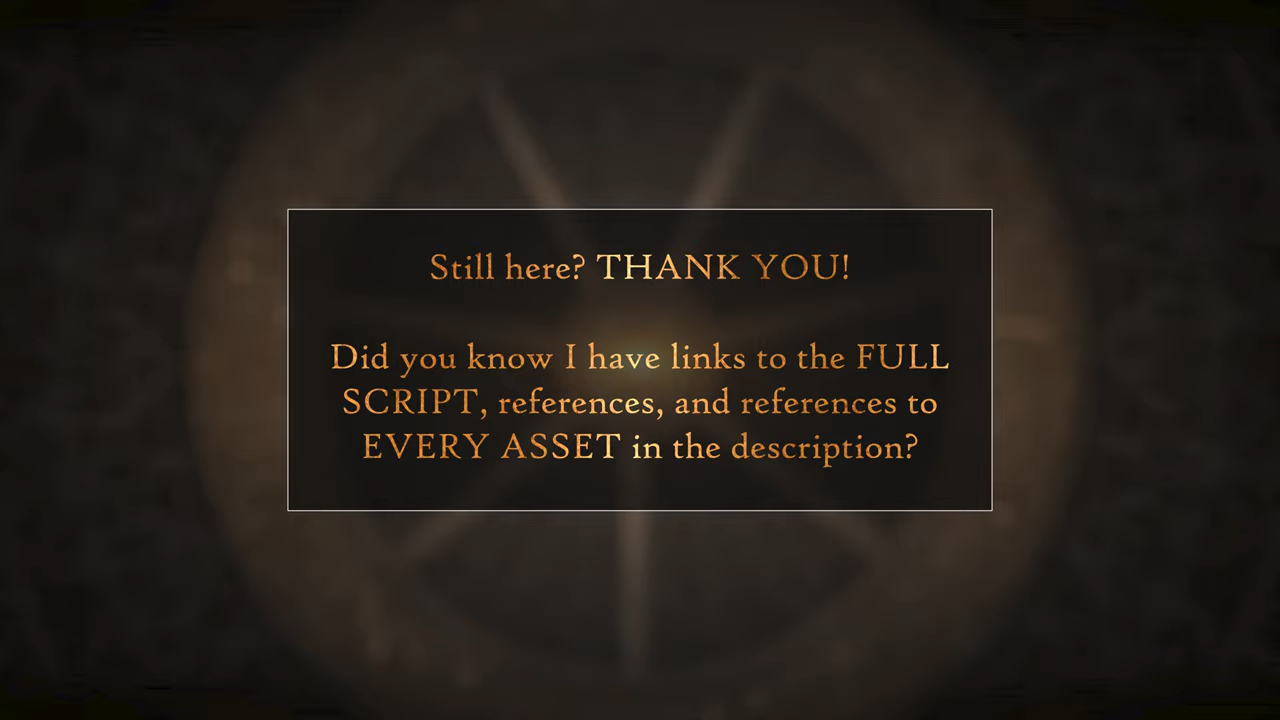 Still here? THANK YOU!
Did you know I have links to the FULL
SCRIPT, references, and references to
EVERY ASSET in the description?